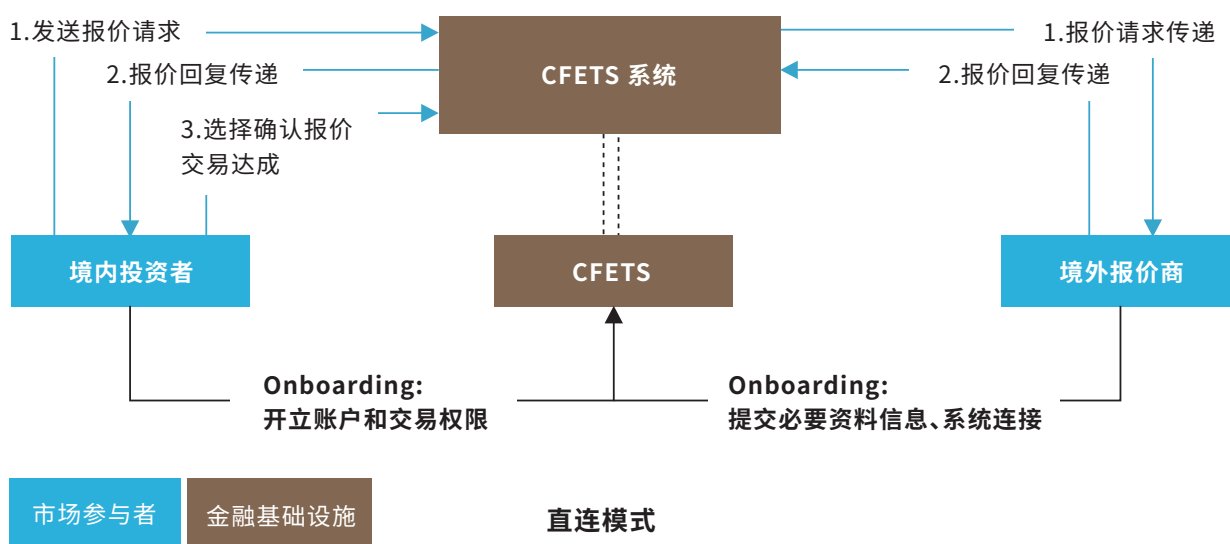 1.发送报价请求
1.报价请求传递
2.报价回复传递
CFETS 系统
2.报价回复传递
3.选择确认报价
交易达成
境内投资者
CFETS
境外报价商
Onboarding:
开立账户和交易权限
Onboarding:
提交必要资料信息、系统连接
市场参与者
金融基础设施
直连模式